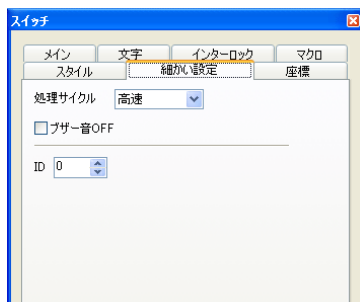 スイッチ
メイン 文字 インターロック マクロ
スタイル 細かい設定 座標
処理サイクル 高速
ブザー音OFF
ID 0